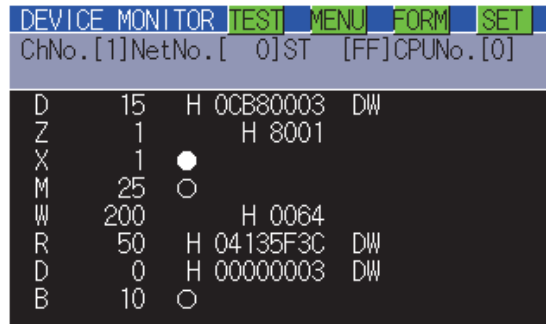 DEVICE MONITOR TEST MENU FORM SET
ChNo.[1]NetNo.[ 0]ST [FF]CPUNo.[0]
D 15 H 0CB80003 DW
Z 1 H 8001
X 1 ●
M 25 ○
W 200 H 0064
R 50 H 04135F3C DW
D 0 H 00000003 DW
B 10 ○